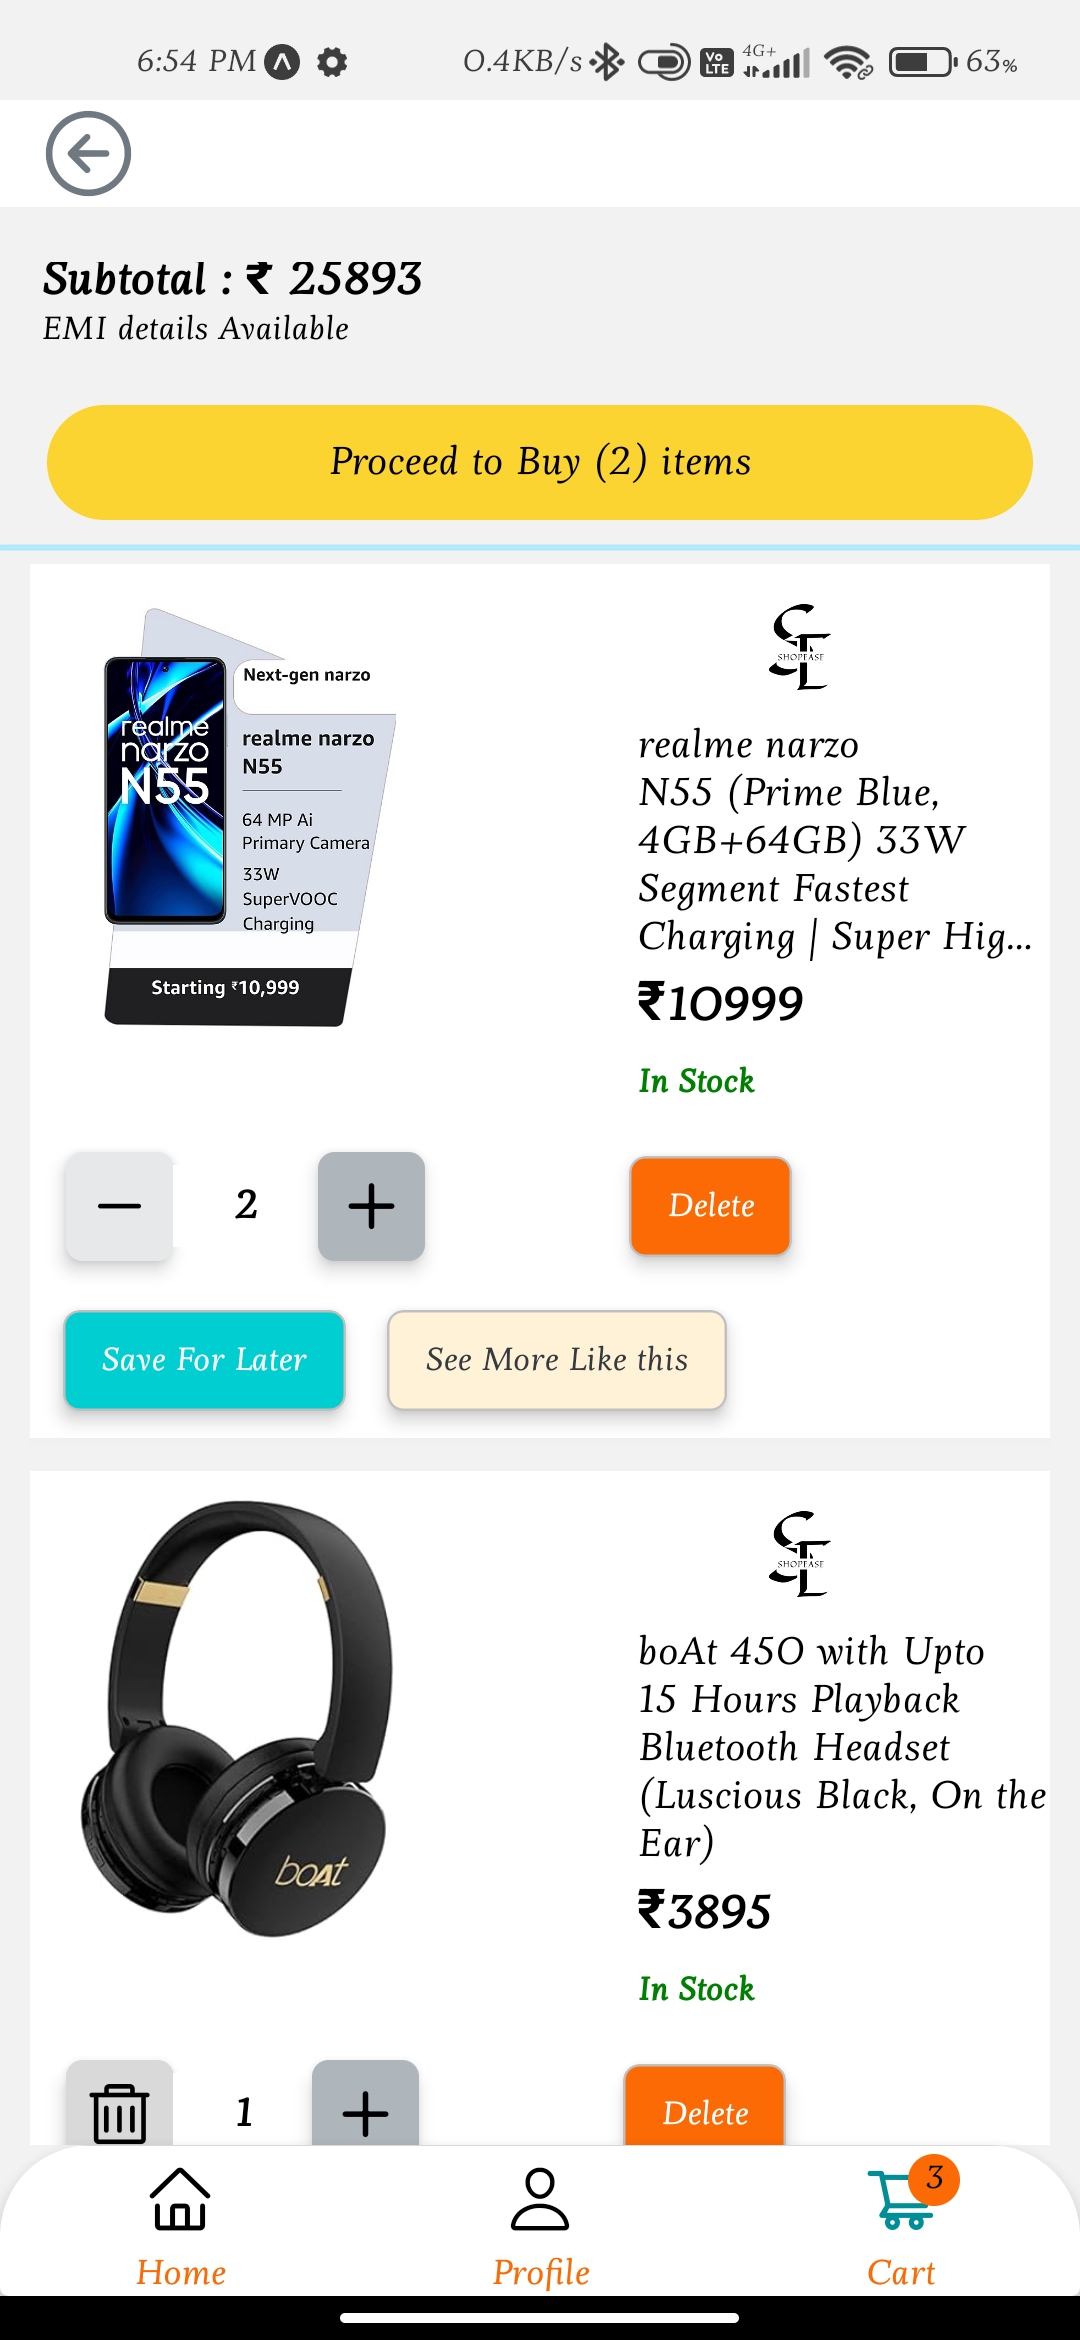 6:54 PM 0.4KB/s Vo LTE 4G+ 63%
Subtotal : ₹ 25893
EMI details Available
Proceed to Buy (2) items
Next-gen narzo
realme narzo
N55
64 MP Ai
Primary Camera
33W
SuperVOOC
Charging
Starting ₹10,999
realme
narzo
N55
SHOPEASE
realme narzo
N55 (Prime Blue,
4GB+64GB) 33W
Segment Fastest
Charging | Super Hig...
₹10999
In Stock
2
Delete
Save For Later
See More Like this
boAt
SHOPEASE
boAt 450 with Upto
15 Hours Playback
Bluetooth Headset
(Luscious Black, On the
Ear)
₹3895
In Stock
1
Delete
3
Home Profile Cart